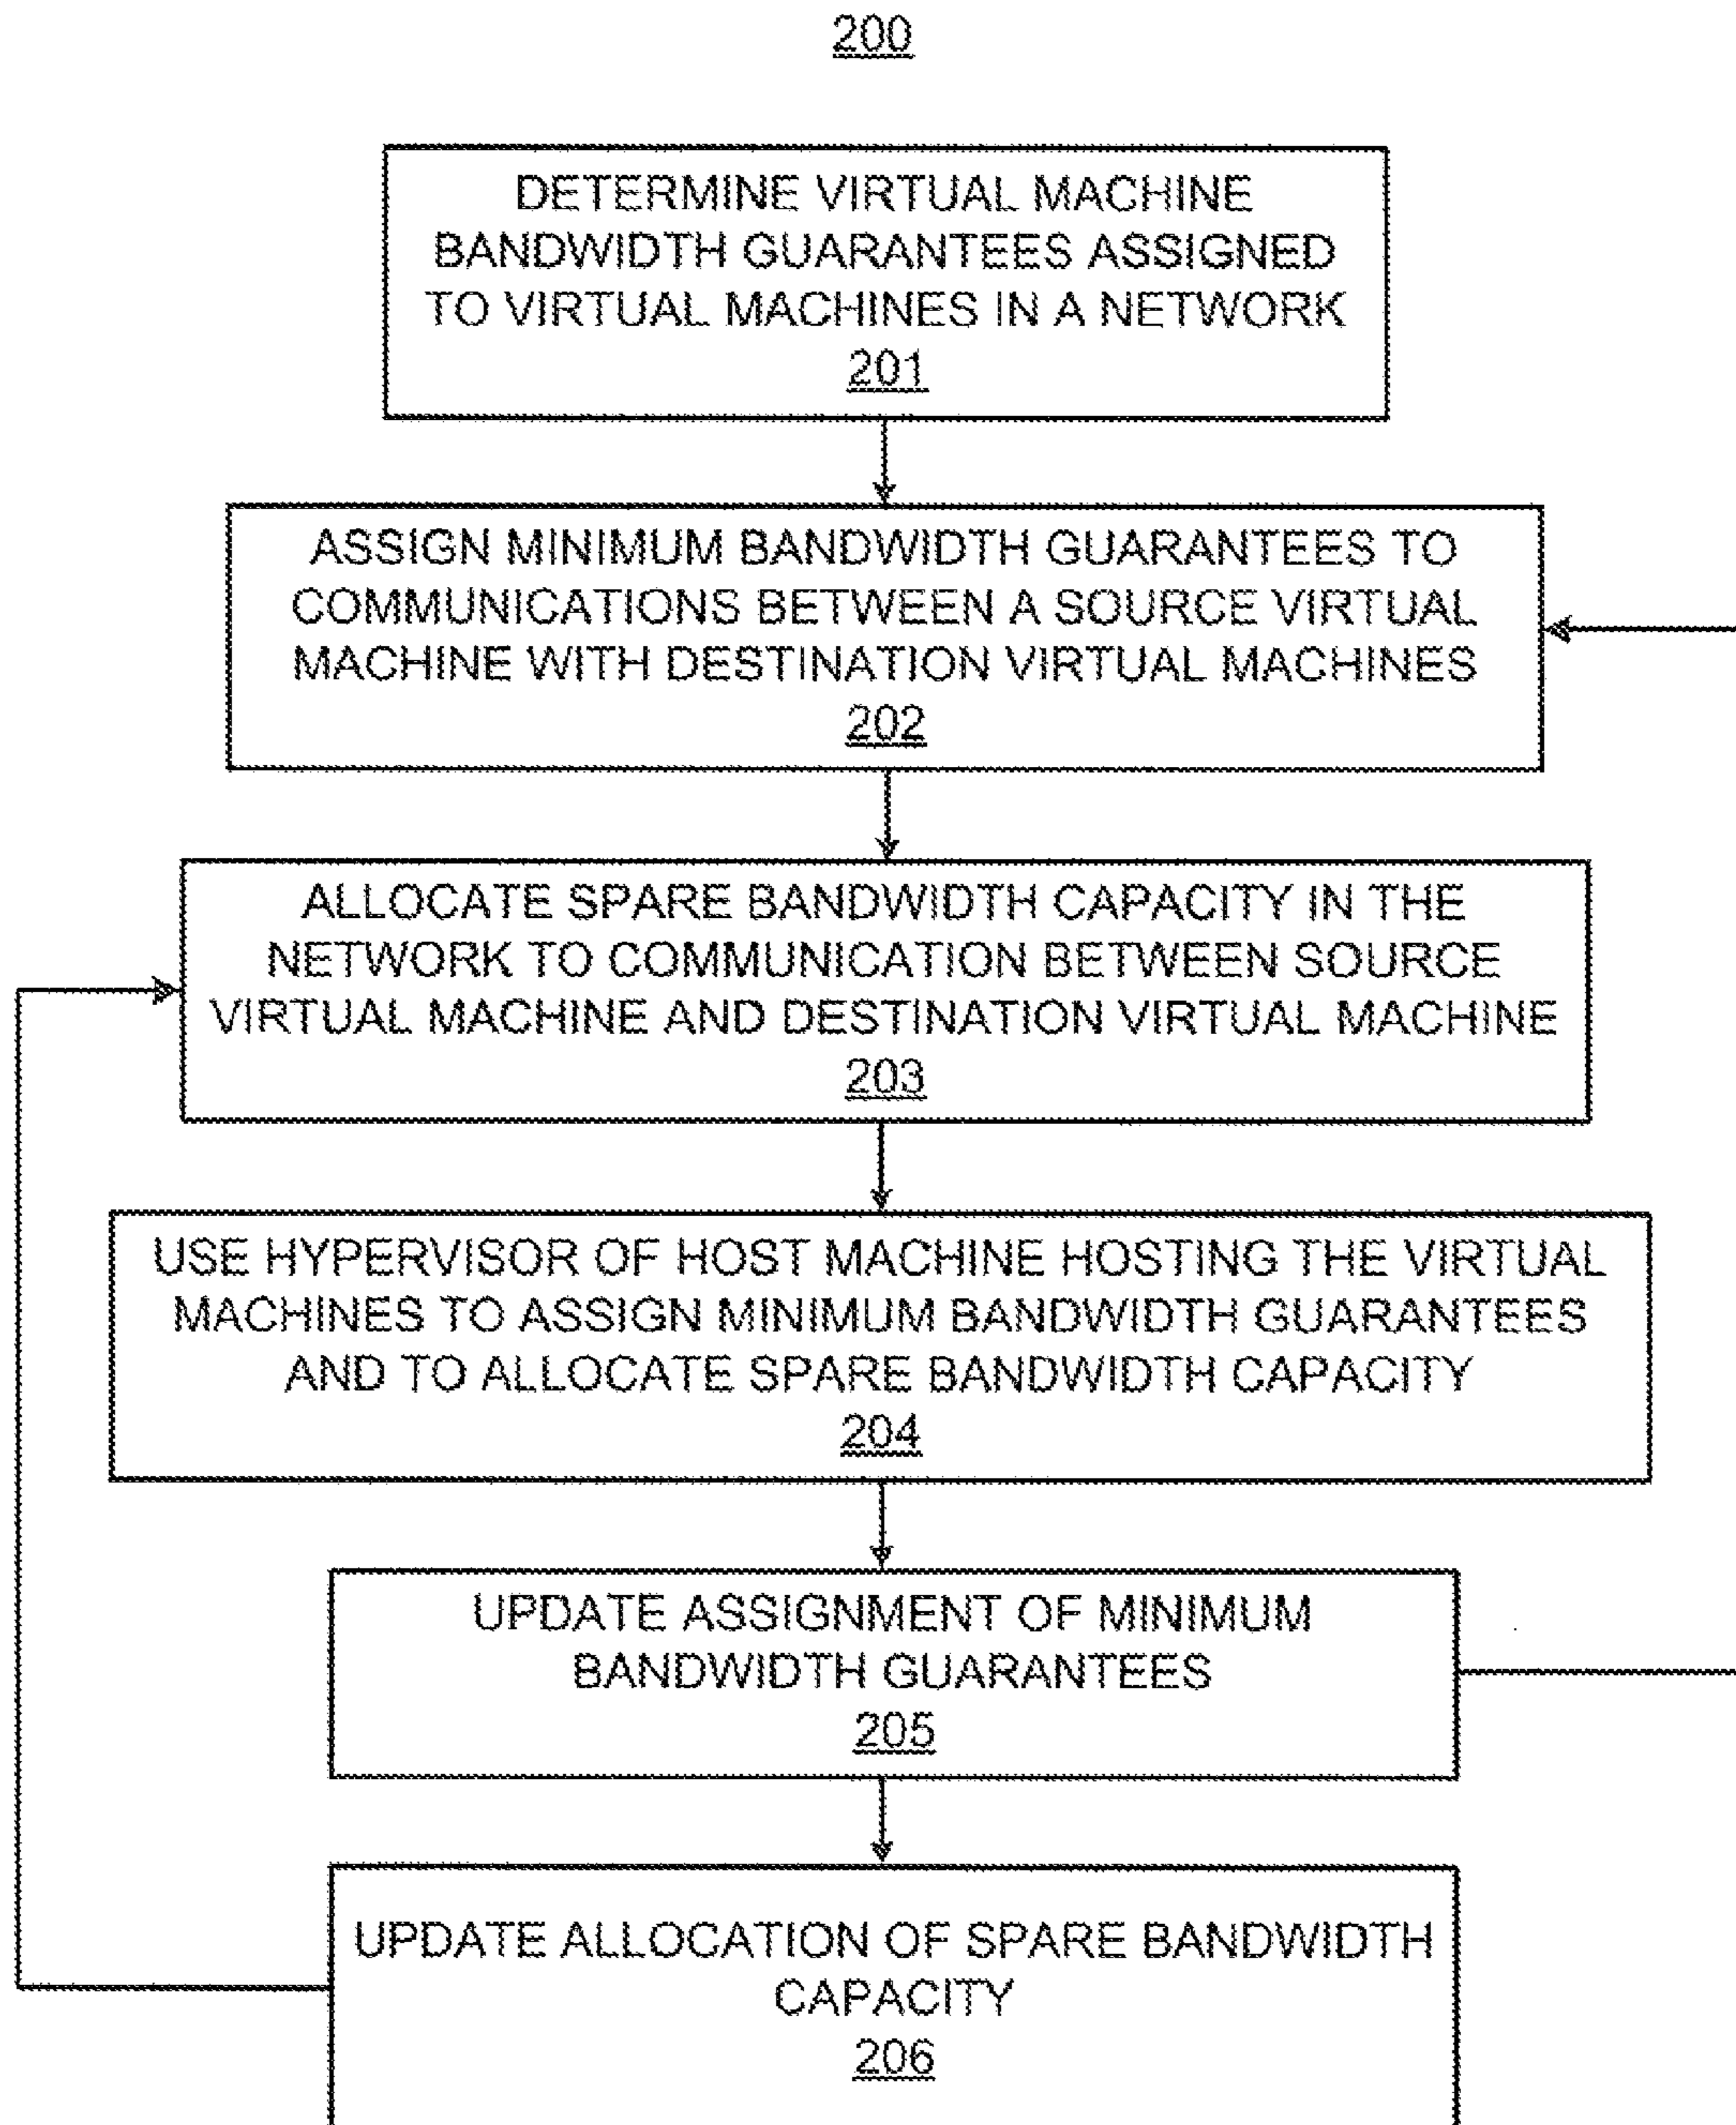 200
DETERMINE VIRTUAL MACHINE
BANDWIDTH GUARANTEES ASSIGNED
TO VIRTUAL MACHINES IN A NETWORK
201
ASSIGN MINIMUM BANDWIDTH GUARANTEES TO
COMMUNICATIONS BETWEEN A SOURCE VIRTUAL
MACHINE WITH DESTINATION VIRTUAL MACHINES
202
ALLOCATE SPARE BANDWIDTH CAPACITY IN THE
NETWORK TO COMMUNICATION BETWEEN SOURCE
VIRTUAL MACHINE AND DESTINATION VIRTUAL MACHINE
203
USE HYPERVISOR OF HOST MACHINE HOSTING THE VIRTUAL
MACHINES TO ASSIGN MINIMUM BANDWIDTH GUARANTEES
AND TO ALLOCATE SPARE BANDWIDTH CAPACITY
204
UPDATE ASSIGNMENT OF MINIMUM
BANDWIDTH GUARANTEES
205
UPDATE ALLOCATION OF SPARE BANDWIDTH
CAPACITY
206